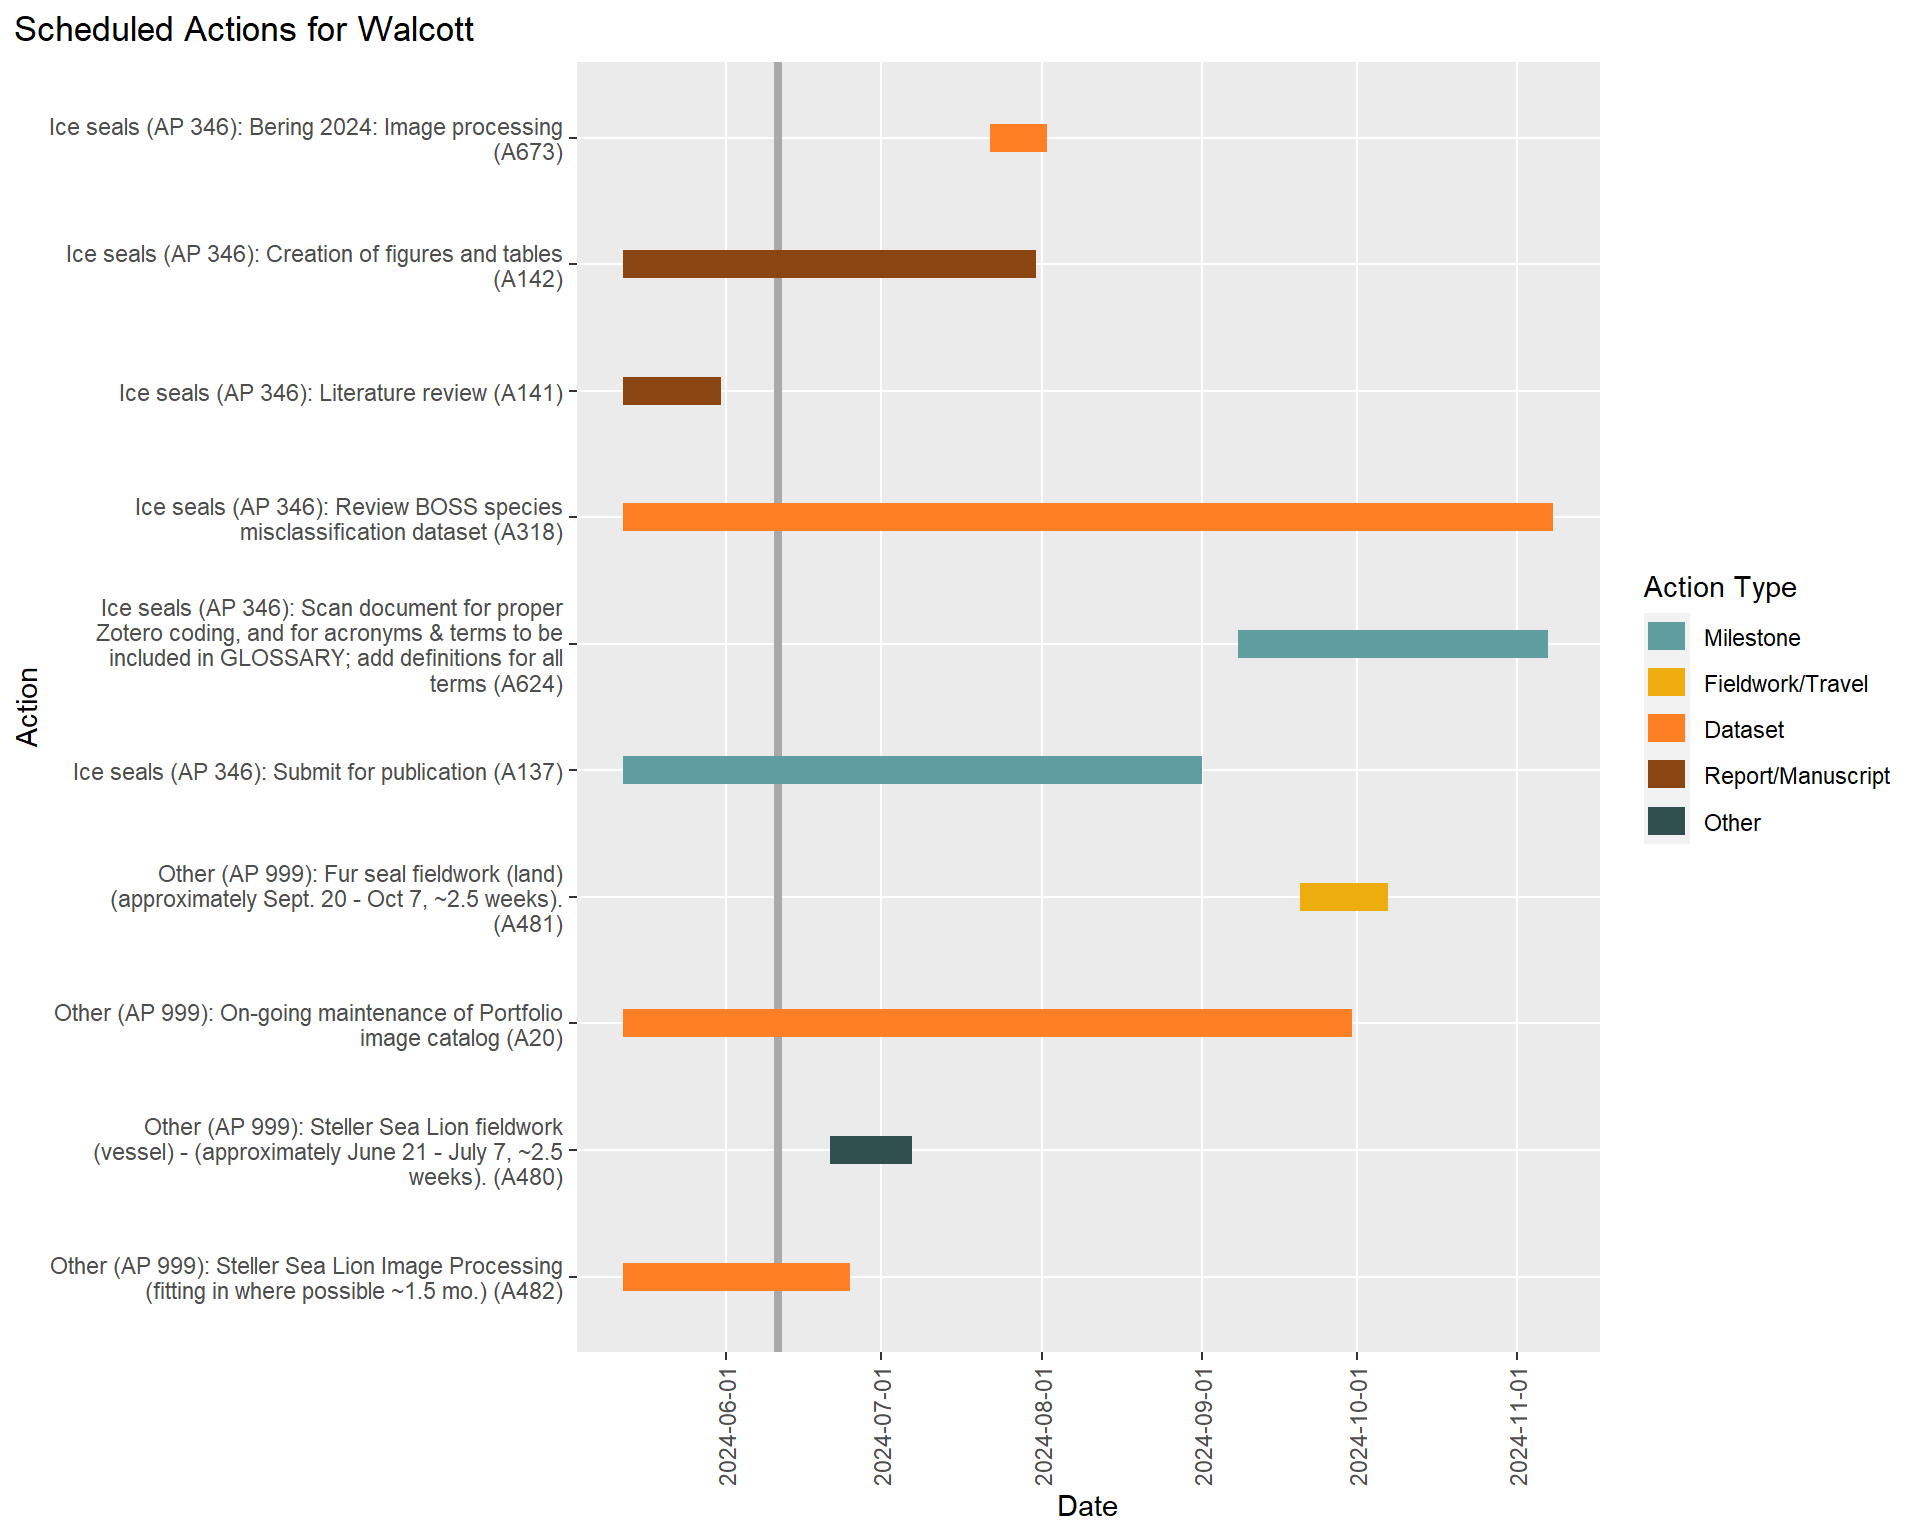 Scheduled Actions for Walcott
Ice seals (AP 346): Bering 2024: Image processing
(A673)
Ice seals (AP 346): Creation of figures and tables
(A142)
Ice seals (AP 346): Literature review (A141)
Ice seals (AP 346): Review BOSS species
misclassification dataset (A318)
Ice seals (AP 346): Scan document for proper
Zotero coding, and for acronyms & terms to be
included in GLOSSARY; add definitions for all
terms (A624)
Ice seals (AP 346): Submit for publication (A137)
Other (AP 999): Fur seal fieldwork (land)
(approximately Sept. 20 - Oct 7, ~2.5 weeks).
(A481)
Other (AP 999): On-going maintenance of Portfolio
image catalog (A20)
Other (AP 999): Steller Sea Lion fieldwork
(vessel) - (approximately June 21 - July 7, ~2.5
weeks). (A480)
Other (AP 999): Steller Sea Lion Image Processing
(fitting in where possible ~1.5 mo.) (A482)
Action
2024-06-01
2024-07-01
2024-08-01
2024-09-01
2024-10-01
2024-11-01
Date
Action Type
Milestone
Fieldwork/Travel
Dataset
Report/Manuscript
Other